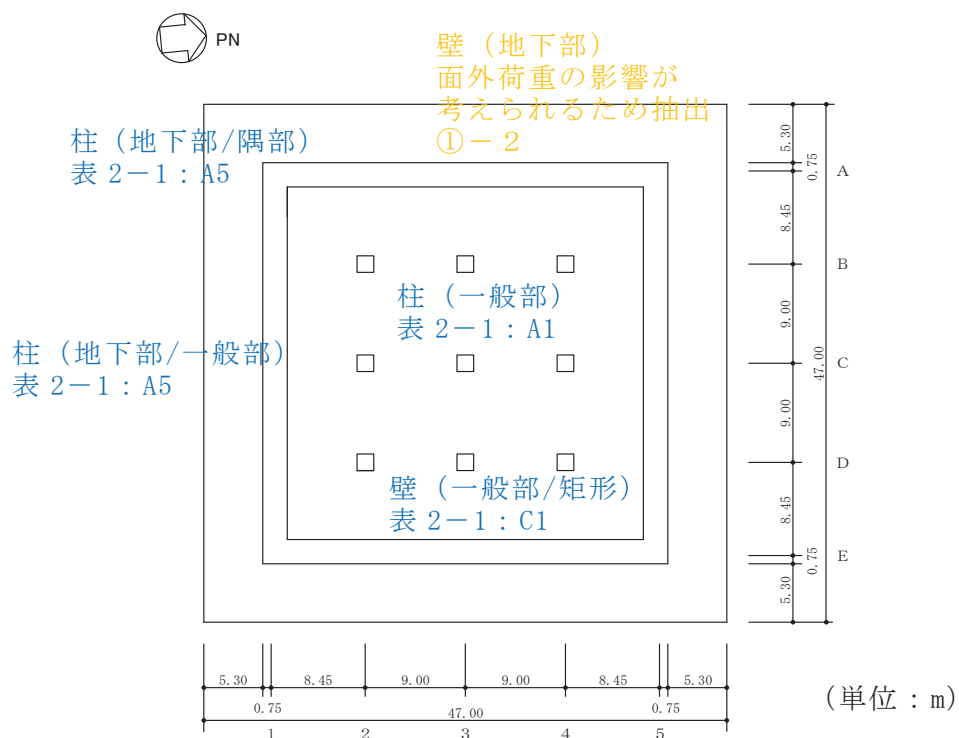 PN
壁（地下部）
面外荷重の影響が
考えられるため抽出
①－2
柱（地下部/隅部）
表 2－1：A5
柱（一般部）
表 2－1：A1
柱（地下部/一般部）
表 2－1：A5
壁（一般部/矩形）
表 2－1：C1
5.30
0.75
A
8.45
B
9.00
47.00
C
9.00
D
8.45
0.75
E
5.30
5.30
8.45
9.00
9.00
8.45
5.30
0.75
47.00
0.75
1
2
3
4
5
（単位：m）